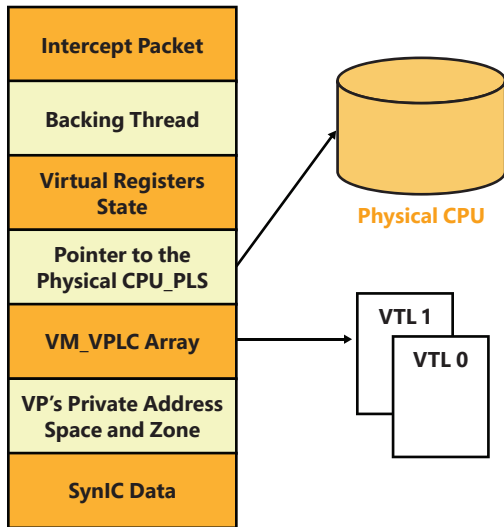 Intercept Packet
Backing Thread
Virtual Registers
State
Pointer to the
Physical CPU_PLS
VM_VPLC Array
VP’s Private Address
Space and Zone
SynIC Data
Physical CPU
VTL 1
VTL 0